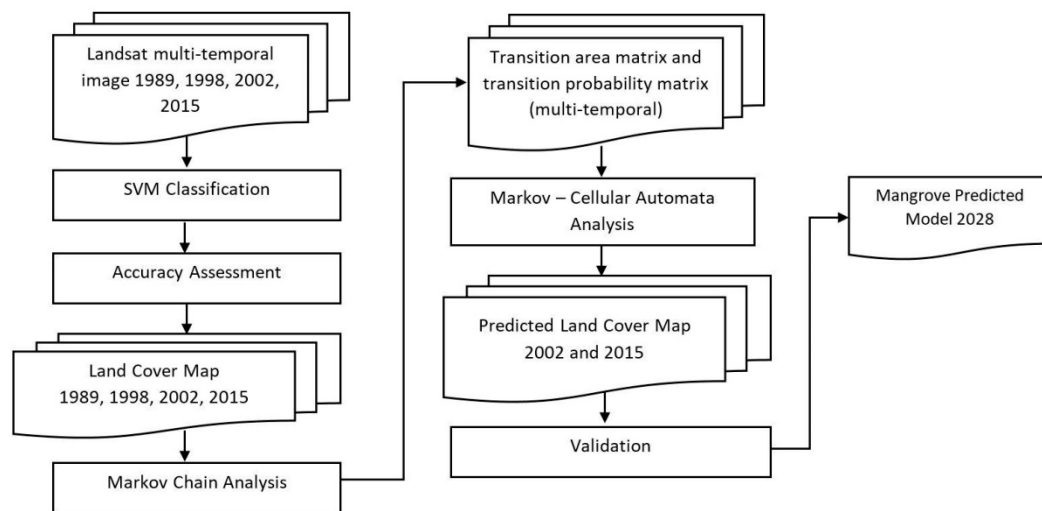 Landsat multi-temporal
image 1989, 1998, 2002,
2015
SVM Classification
Accuracy Assessment
Land Cover Map
1989, 1998, 2002, 2015
Markov Chain Analysis
Transition area matrix and
transition probability matrix
(multi-temporal)
Markov – Cellular Automata
Analysis
Predicted Land Cover Map
2002 and 2015
Validation
Mangrove Predicted
Model 2028